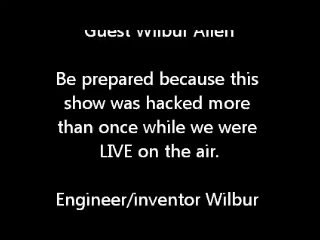 Guest Wilbur Allen
Be prepared because this
show was hacked more
than once while we were
LIVE on the air.
Engineer/inventor Wilbur